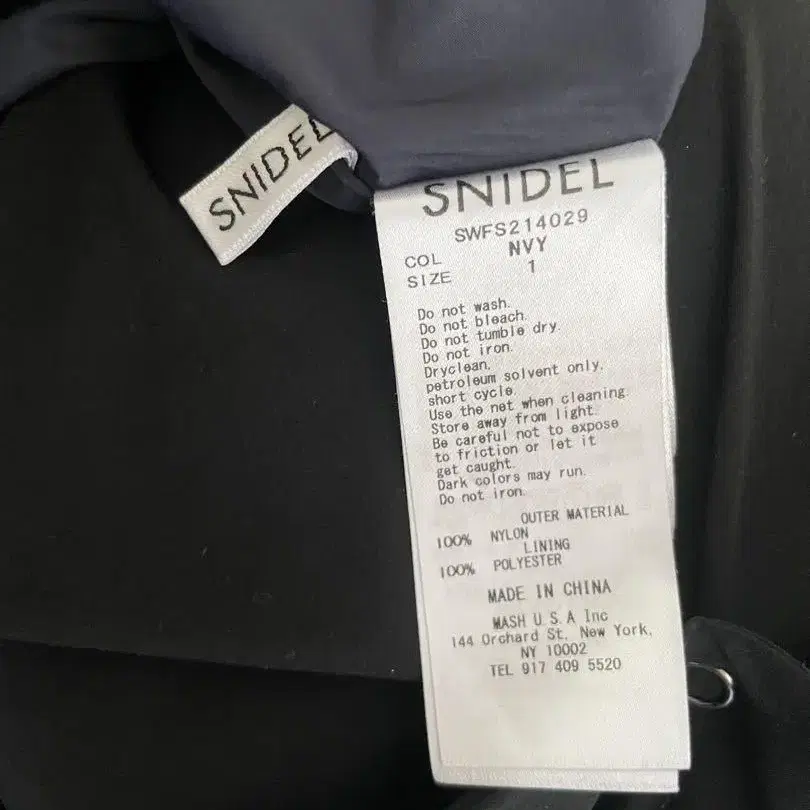 SNIDEL
SNIDEL
SWFS214029
COL NVY
SIZE 1
Do not wash.
Do not bleach.
Do not tumble dry.
Do not iron.
Dryclean,
petroleum solvent only,
short cycle.
Use the net when cleaning.
Store away from light.
Be careful not to expose
to friction or let it
get caught.
Dark colors may run.
Do not iron.
OUTER MATERIAL
100% NYLON
LINING
100% POLYESTER
MADE IN CHINA
MASH U.S.A Inc
144 Orchard St, New York,
NY 10002
TEL 917 409 5520